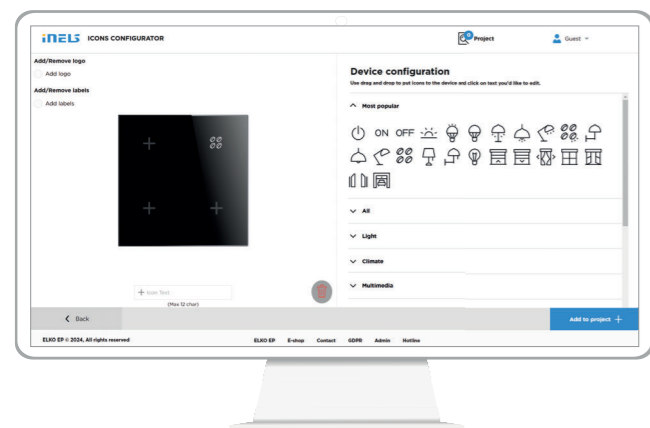 iNELS ICONS CONFIGURATOR
Project
Guest
Add/Remove logo
Add logo
Add/Remove labels
Add labels
Device configuration
Use drag and drop to put icons to the device and click on text you'd like to edit.
Most popular
ON OFF
All
Light
Climate
Multimedia
Text
(Max 12 char)
Back
Add to project +
ELKO EP © 2024, All rights reserved
ELKO EP E-shop Contact GDPR Admin Hotline